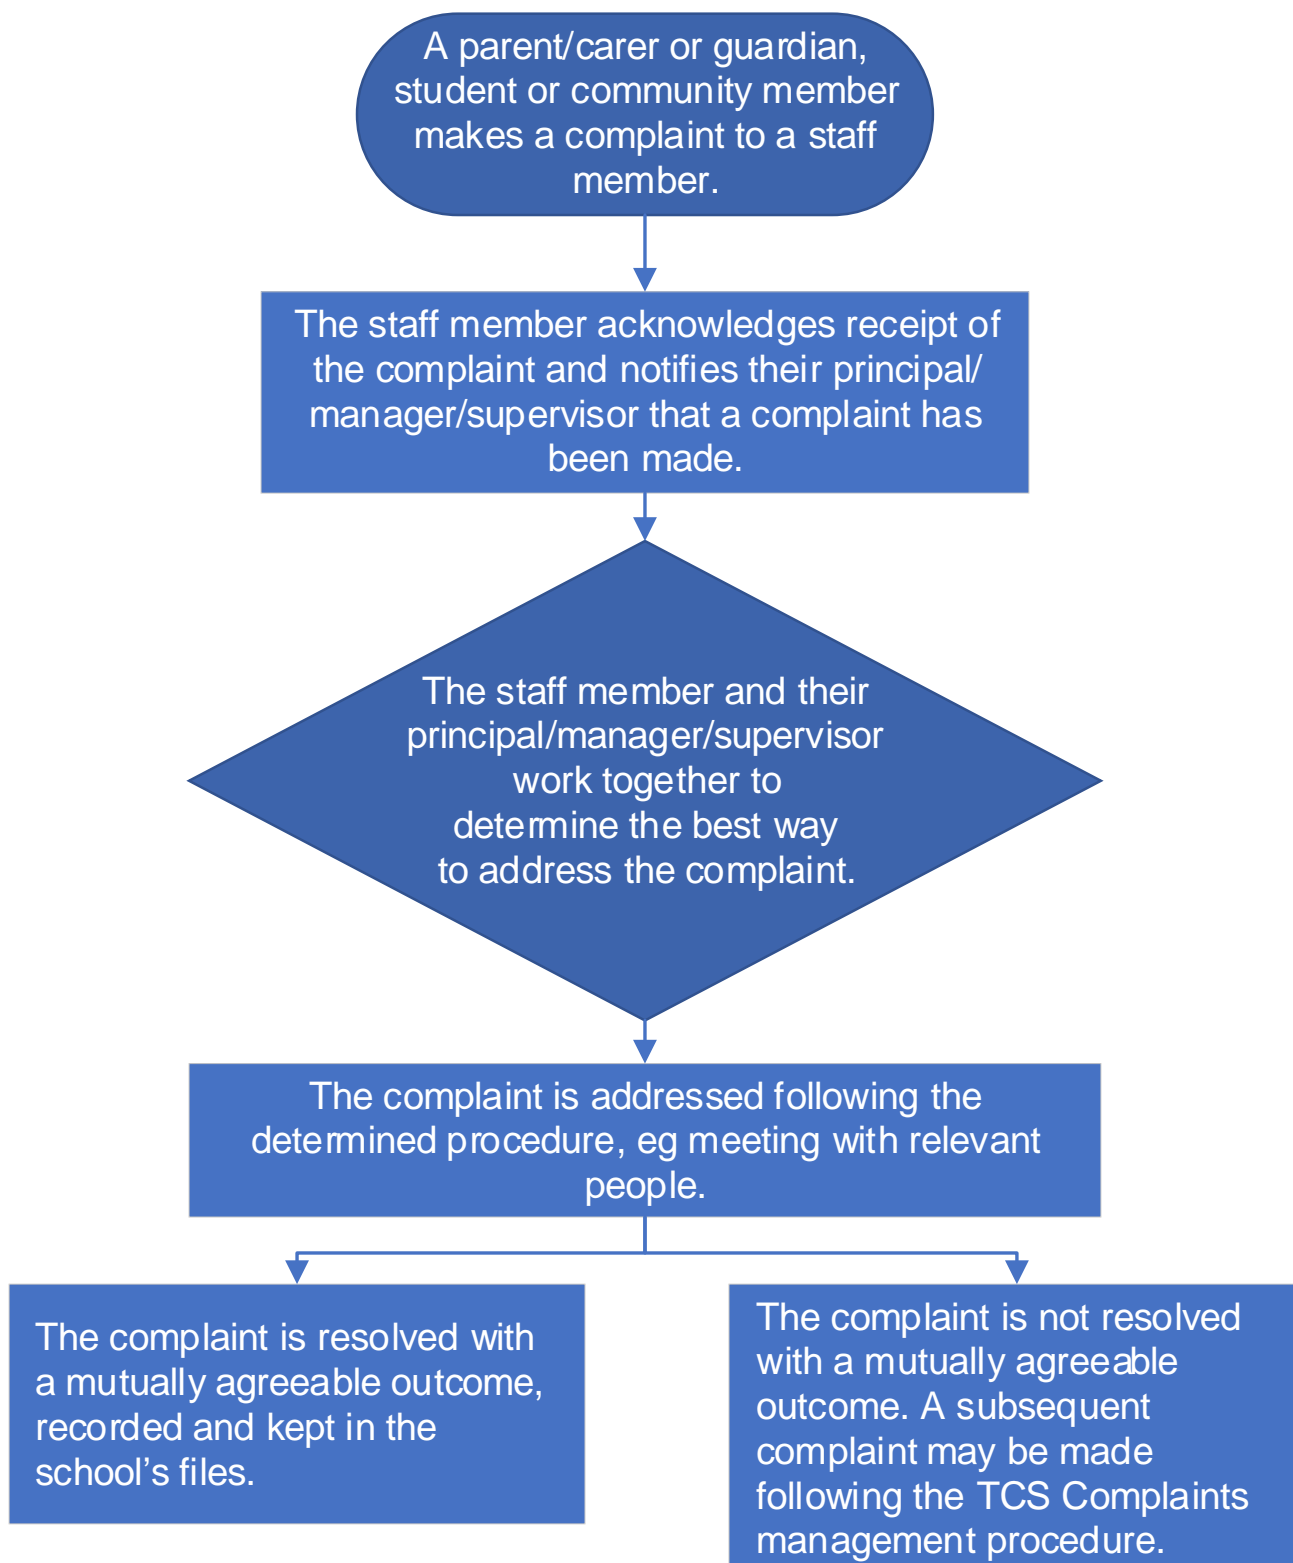 A parent/carer or guardian,
student or community member
makes a complaint to a staff
member.
The staff member acknowledges receipt of
the complaint and notifies their principal/
manager/supervisor that a complaint has
been made.
The staff member and their
principal/manager/supervisor
work together to
determine the best way
to address the complaint.
The complaint is addressed following the
determined procedure, eg meeting with relevant
people.
The complaint is resolved with
a mutually agreeable outcome,
recorded and kept in the
school’s files.
The complaint is not resolved
with a mutually agreeable
outcome. A subsequent
complaint may be made
following the TCS Complaints
management procedure.